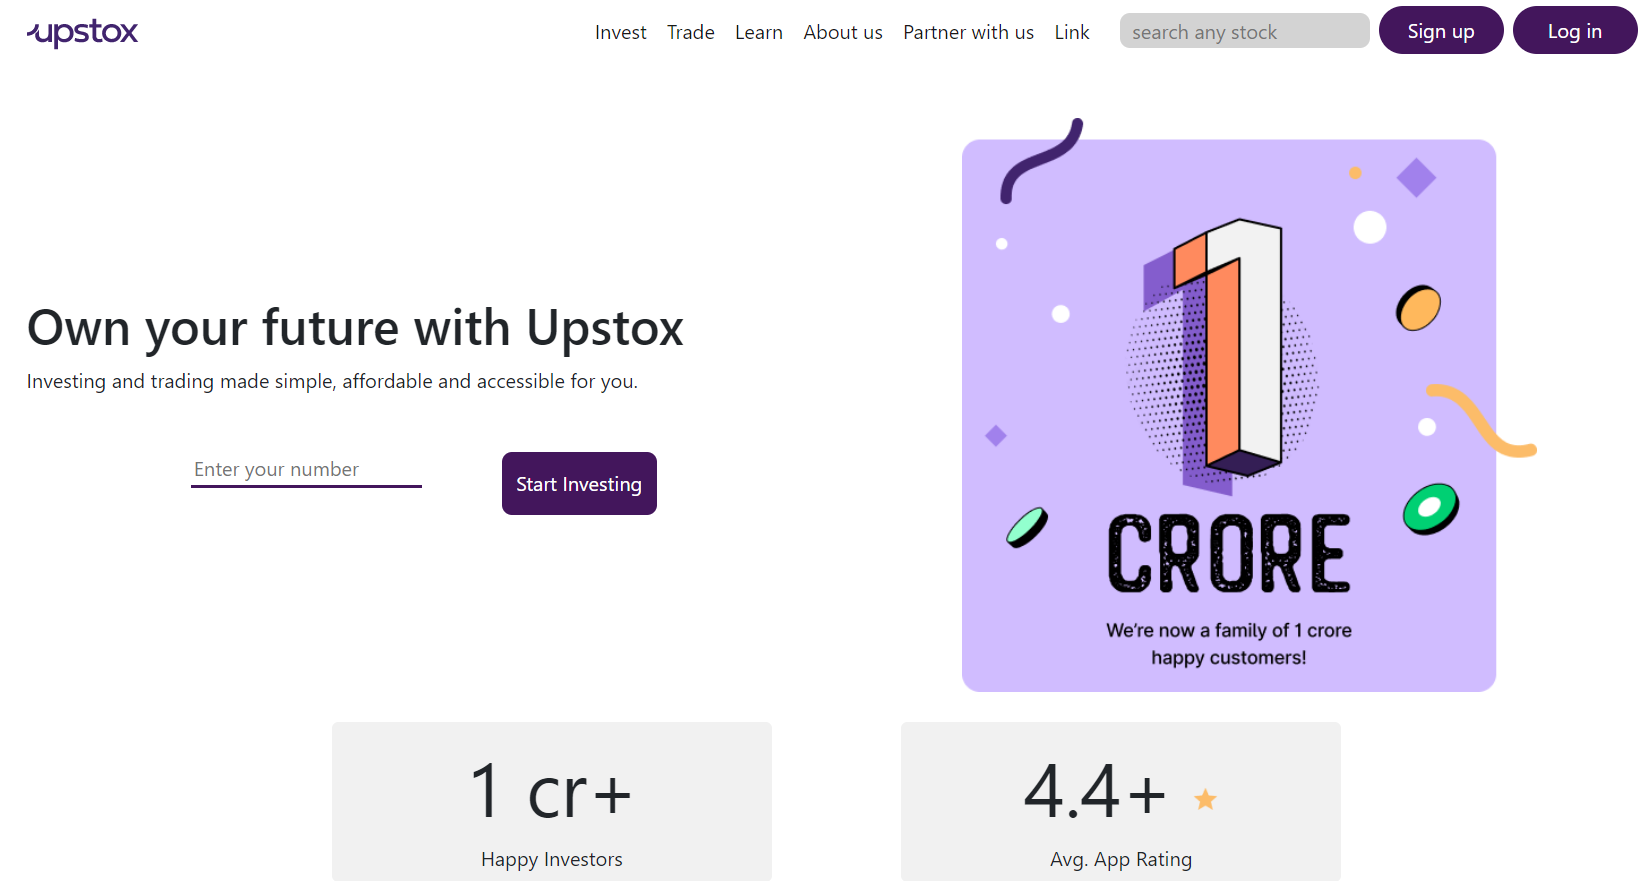 upstox
Invest Trade Learn About us Partner with us Link search any stock Sign up Log in
Own your future with Upstox
Investing and trading made simple, affordable and accessible for you.
Enter your number
Start Investing
1
CRORE
We're now a family of 1 crore
happy customers!
1 cr+
Happy Investors
4.4+
Avg. App Rating